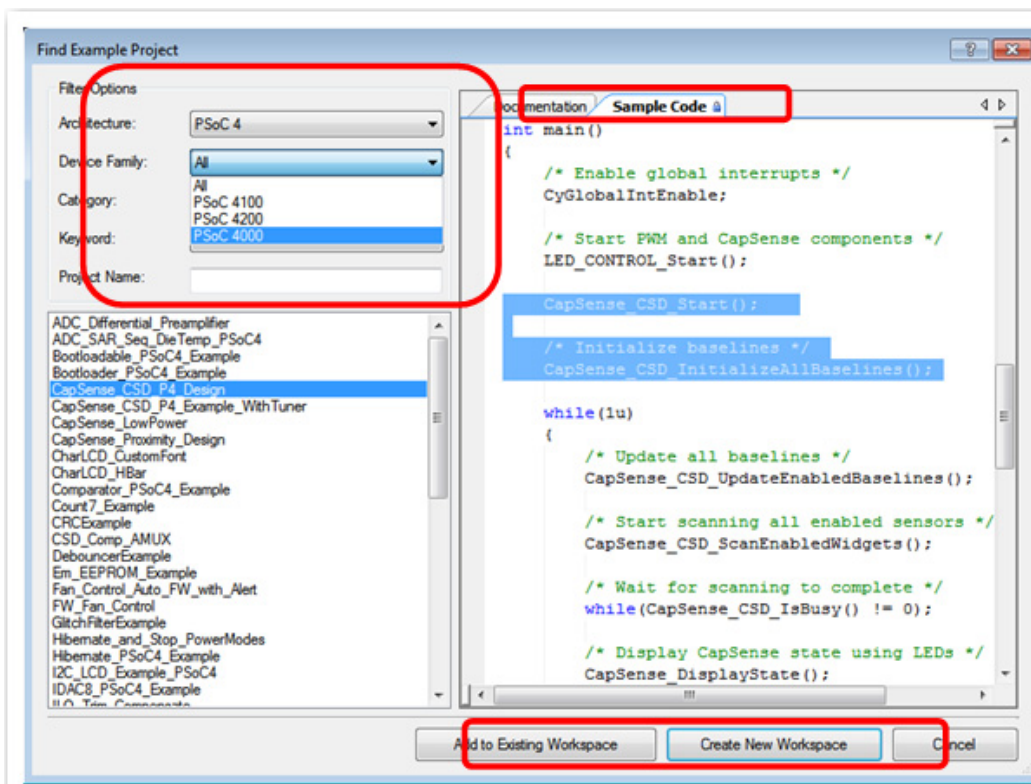 Find Example Project
Filter Options
Architecture: PSoC 4
Device Family: All
All
Category: PSoC 4100
PSoC 4200
Keyword: PSoC 4000
Project Name:
ADC_Differential_Preamplifier
ADC_SAR_Seq_DieTemp_PSoC4
Bootloadable_PSoC4_Example
Bootloader_PSoC4_Example
CapSense_CSD_P4_Design
CapSense_CSD_P4_Example_WithTuner
CapSense_LowPower
CapSense_Proximity_Design
CharLCD_CustomFont
CharLCD_HBar
Comparator_PSoC4_Example
Count7_Example
CRCExample
CSD_Comp_AMUX
DebouncerExample
Em_EEPROM_Example
Fan_Control_Auto_FW_with_Alert
FW_Fan_Control
GlitchFilterExample
Hibernate_and_Stop_PowerModes
Hibernate_PSoC4_Example
I2C_LCD_Example_PSoC4
IDAC8_PSoC4_Example
ILO_Trim_Compensate
Documentation Sample Code
int main()
{
/* Enable global interrupts */
CyGlobalIntEnable;
/* Start PWM and CapSense components */
LED_CONTROL_Start();
CapSense_CSD_Start();
/* Initialize baselines */
CapSense_CSD_InitializeAllBaselines();
while(1u)
{
/* Update all baselines */
CapSense_CSD_UpdateEnabledBaselines();
/* Start scanning all enabled sensors */
CapSense_CSD_ScanEnabledWidgets();
/* Wait for scanning to complete */
while(CapSense_CSD_IsBusy() != 0);
/* Display CapSense state using LEDs */
CapSense_DisplayState();
Add to Existing Workspace Create New Workspace Cancel